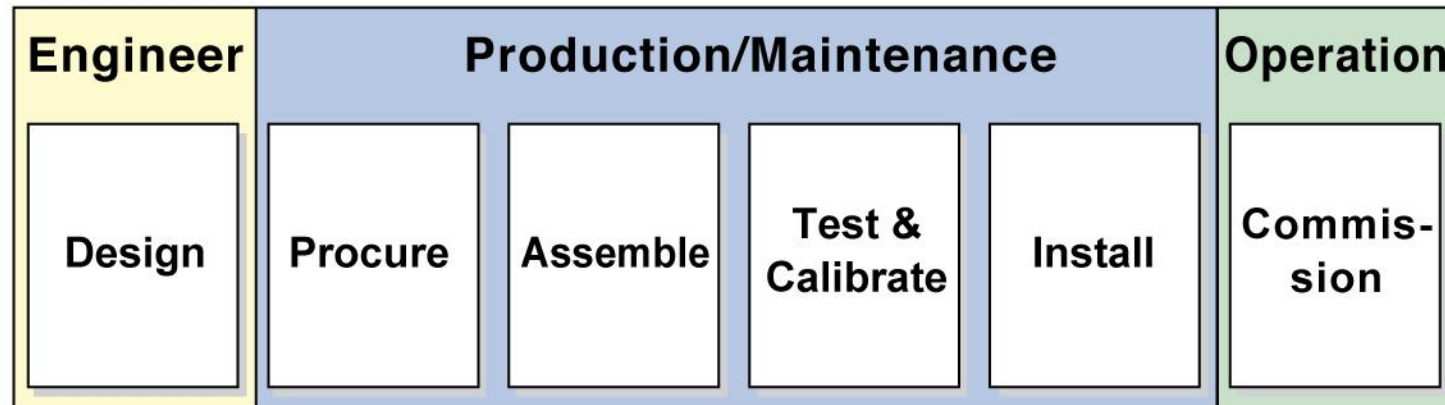 Engineer
Production/Maintenance
Operation
Design
Procure
Assemble
Test &
Calibrate
Install
Commis-
sion